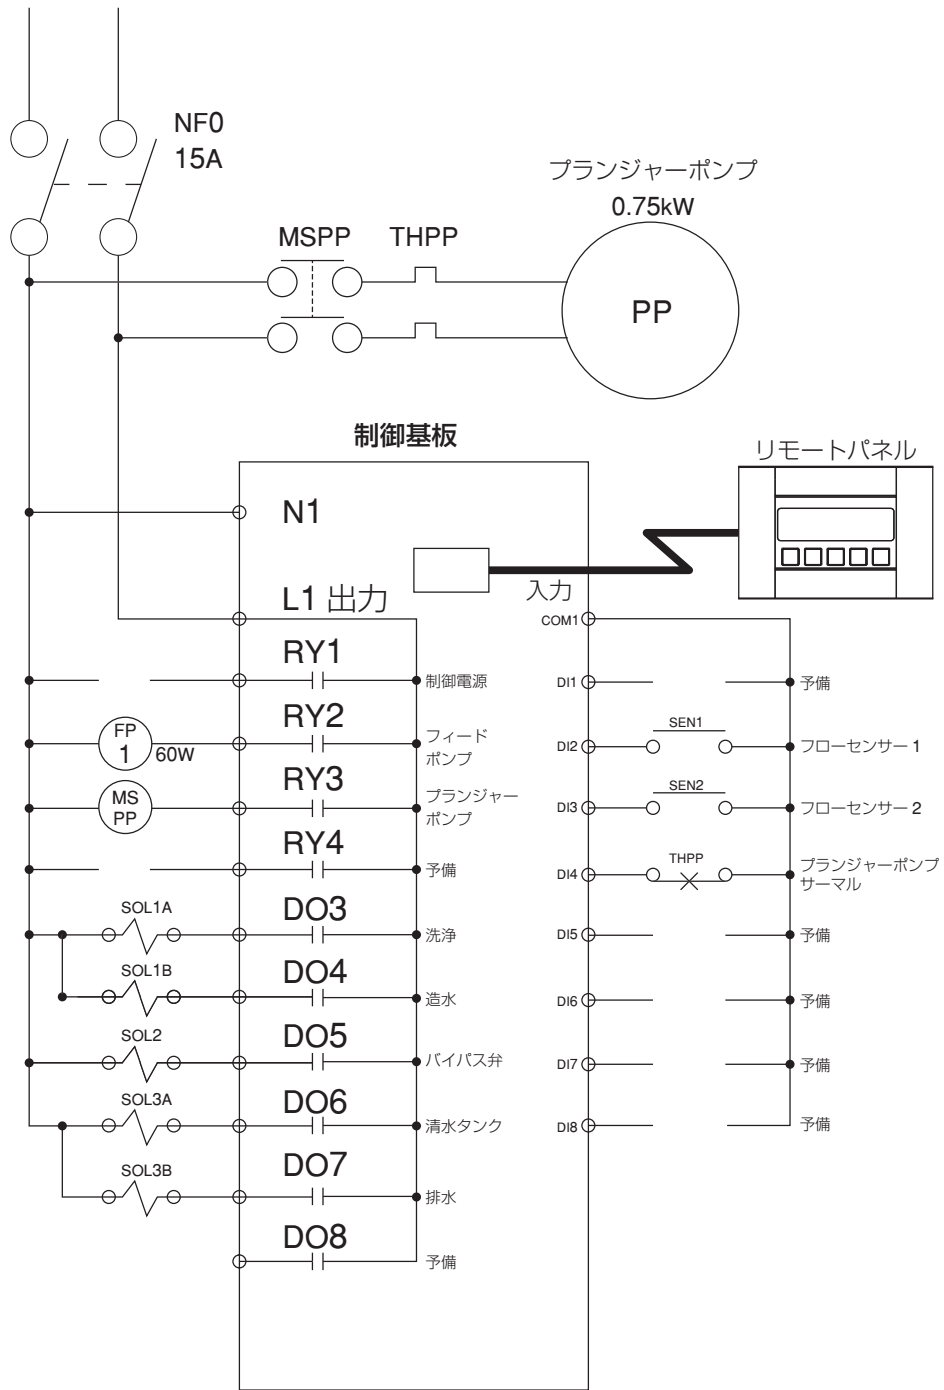 NF0
15A
プランジャーポンプ
0.75kW
MSPP
THPP
PP
制御基板
リモートパネル
N1
L1 出力
入力
COM1
RY1
制御電源
DI1
予備
FP
1
60W
RY2
フィード
ポンプ
DI2
SEN1
フローセンサー 1
MS
PP
RY3
プランジャー
ポンプ
DI3
SEN2
フローセンサー 2
RY4
予備
DI4
THPP
プランジャーポンプ
サーマル
SOL1A
DO3
洗浄
DI5
予備
SOL1B
DO4
造水
DI6
予備
SOL2
DO5
バイパス弁
DI7
予備
SOL3A
DO6
清水タンク
DI8
予備
SOL3B
DO7
排水
DO8
予備